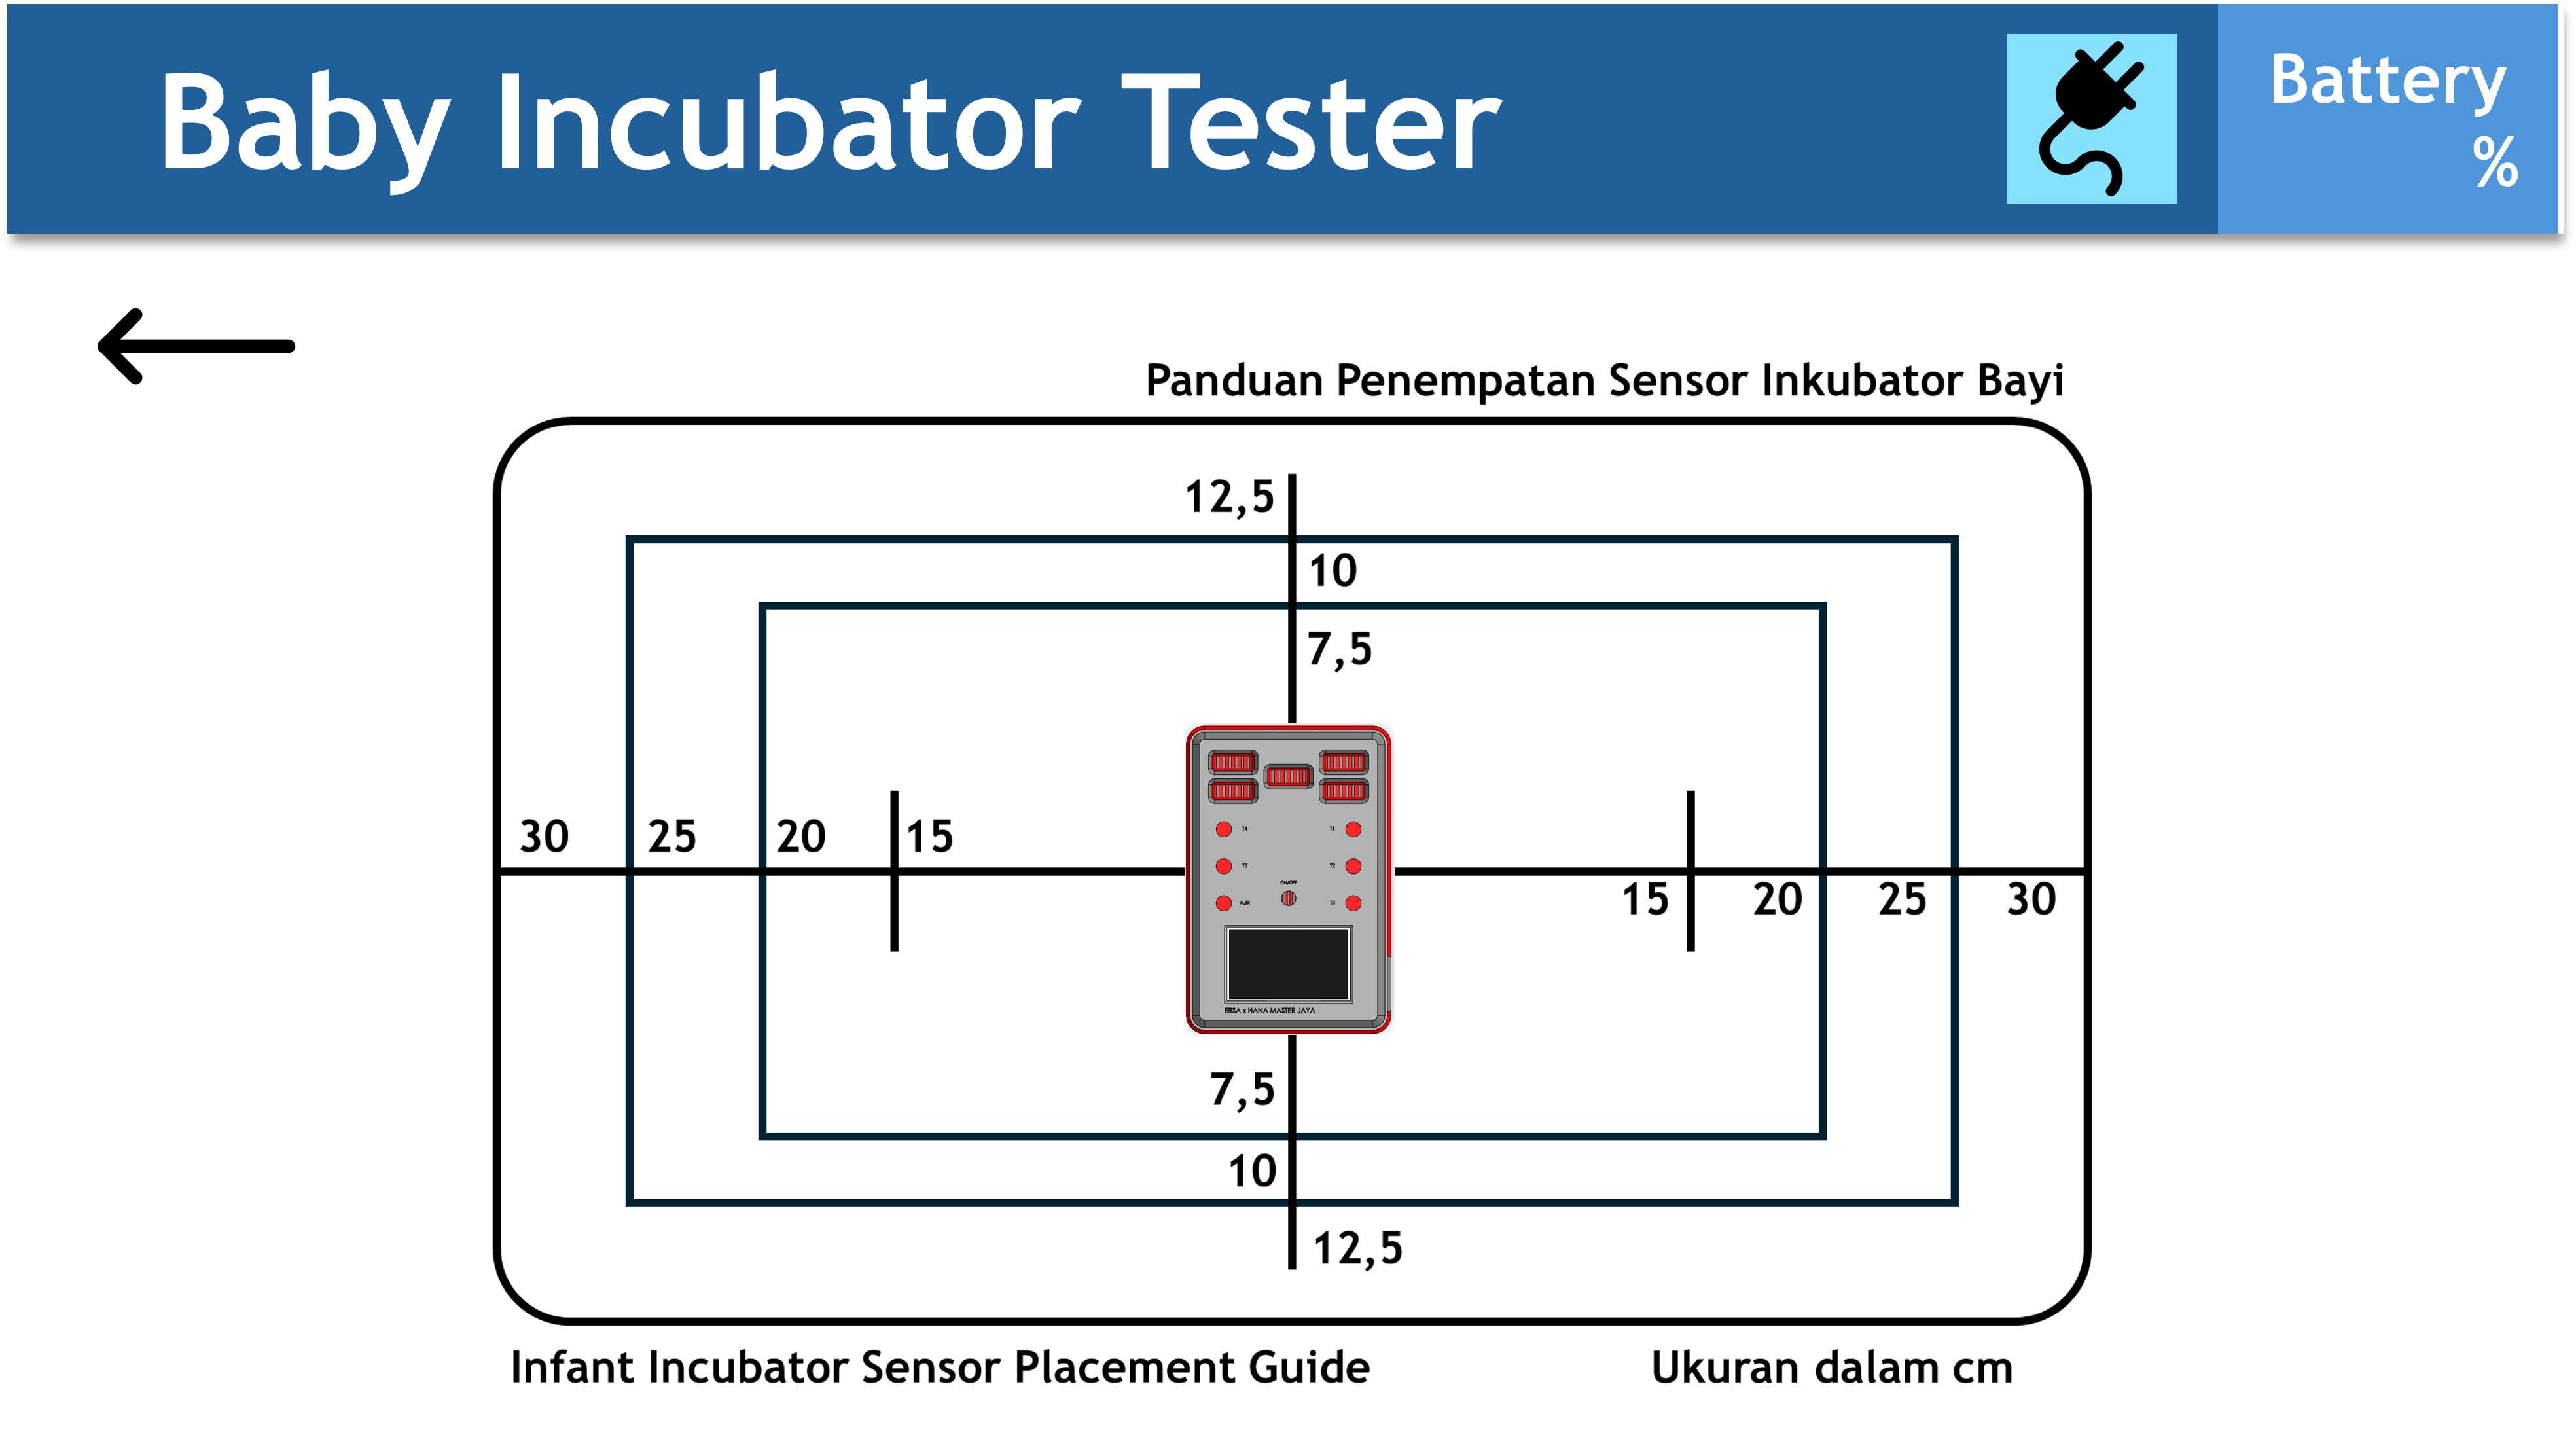 Baby Incubator Tester
Battery
%
Panduan Penempatan Sensor Inkubator Bayi
12,5
10
7,5
30 25 20 15
15 20 25 30
T4 T1
T5 T2
ON/OFF
AJX T3
ERSA x HANA MASTER JAYA
7,5
10
12,5
Infant Incubator Sensor Placement Guide
Ukuran dalam cm